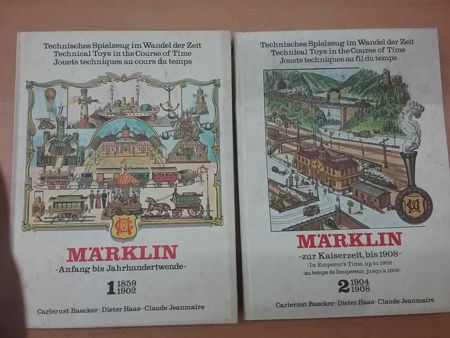 Technisches Spielzeug im Wandel der Zeit
Technical Toys in the Course of Time
Jouets techniques au cours du temps
MÄRKLIN
-Anfang bis Jahrhundertwende-
1 1859
1902
Carlernst Baecker · Dieter Haas · Claude Jeanmaire
Technisches Spielzeug im Wandel der Zeit
Technical Toys in the Course of Time
Jouets techniques au fil du temps
MÄRKLIN
-zur Kaiserzeit, bis 1908-
-In Emperor's Time, up to 1908-
-au temps de l'empereur, jusqu'à 1908-
2 1904
1908
Carlernst Baecker · Dieter Haas · Claude Jeanmaire